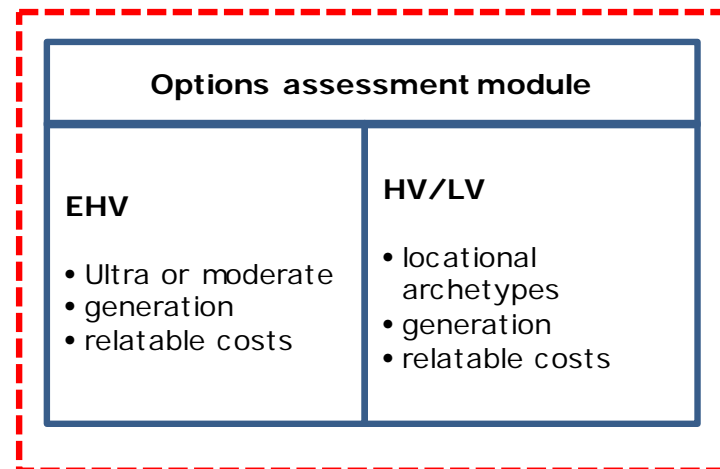 Options assessment module
EHV
• Ultra or moderate
• generation
• relatable costs
HV/LV
• locational
archetypes
• generation
• relatable costs